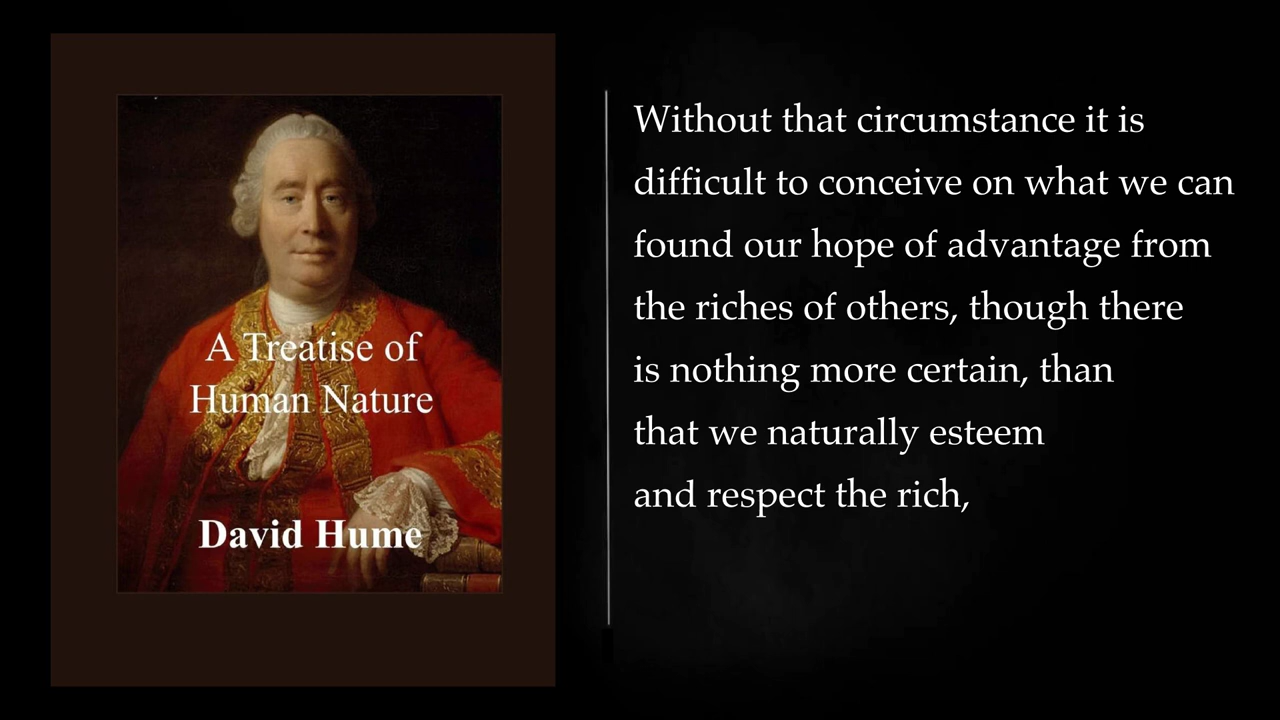 A Treatise of
Human Nature
David Hume
Without that circumstance it is
difficult to conceive on what we can
found our hope of advantage from
the riches of others, though there
is nothing more certain, than
that we naturally esteem
and respect the rich,